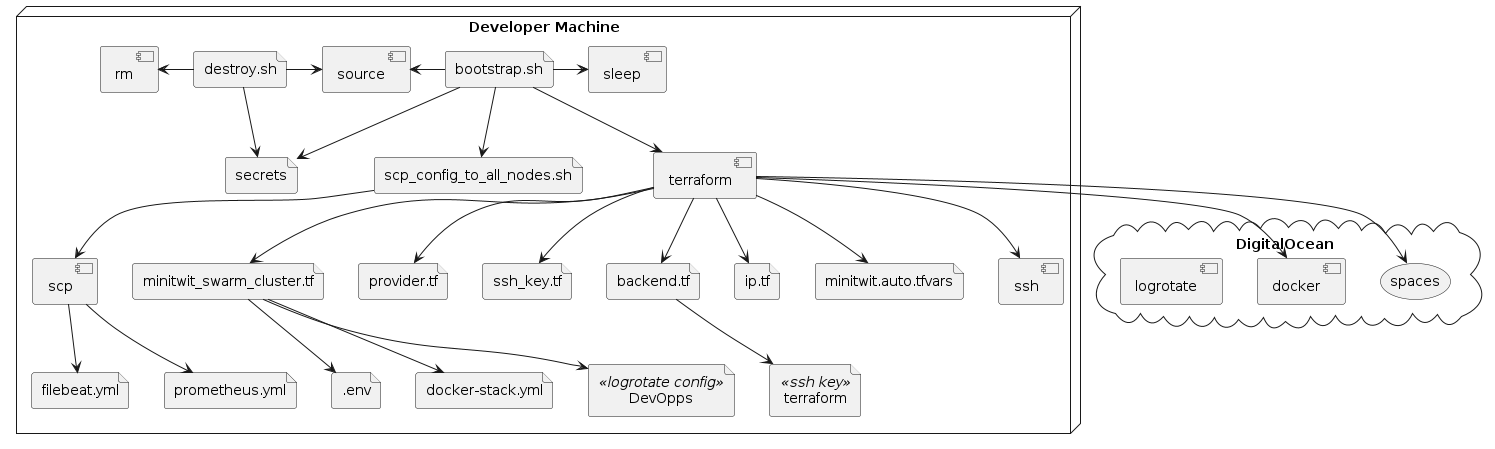 Developer Machine
rm
destroy.sh
source
bootstrap.sh
sleep
secrets
scp_config_to_all_nodes.sh
terraform
DigitalOcean
scp
minitwit_swarm_cluster.tf
provider.tf
ssh_key.tf
backend.tf
ip.tf
minitwit.auto.tfvars
ssh
logrotate
docker
spaces
filebeat.yml
prometheus.yml
.env
docker-stack.yml
«logrotate config»
DevOpps
«ssh key»
terraform